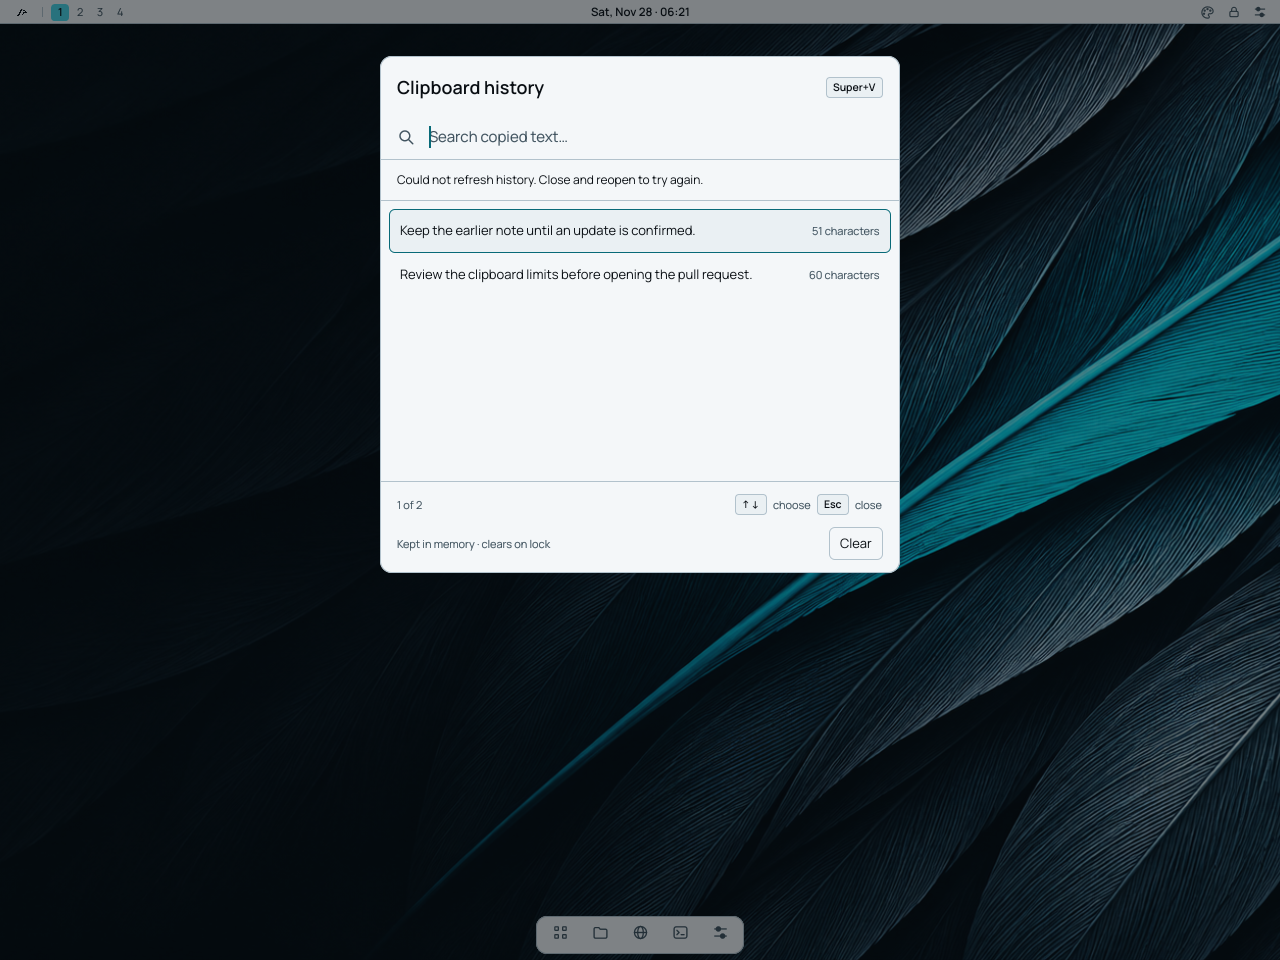 1 2 3 4
Sat, Nov 28 · 06:21
Clipboard history
Super+V
Search copied text...
Could not refresh history. Close and reopen to try again.
Keep the earlier note until an update is confirmed. 51 characters
Review the clipboard limits before opening the pull request. 60 characters
1 of 2
↑↓ choose Esc close
Kept in memory · clears on lock
Clear